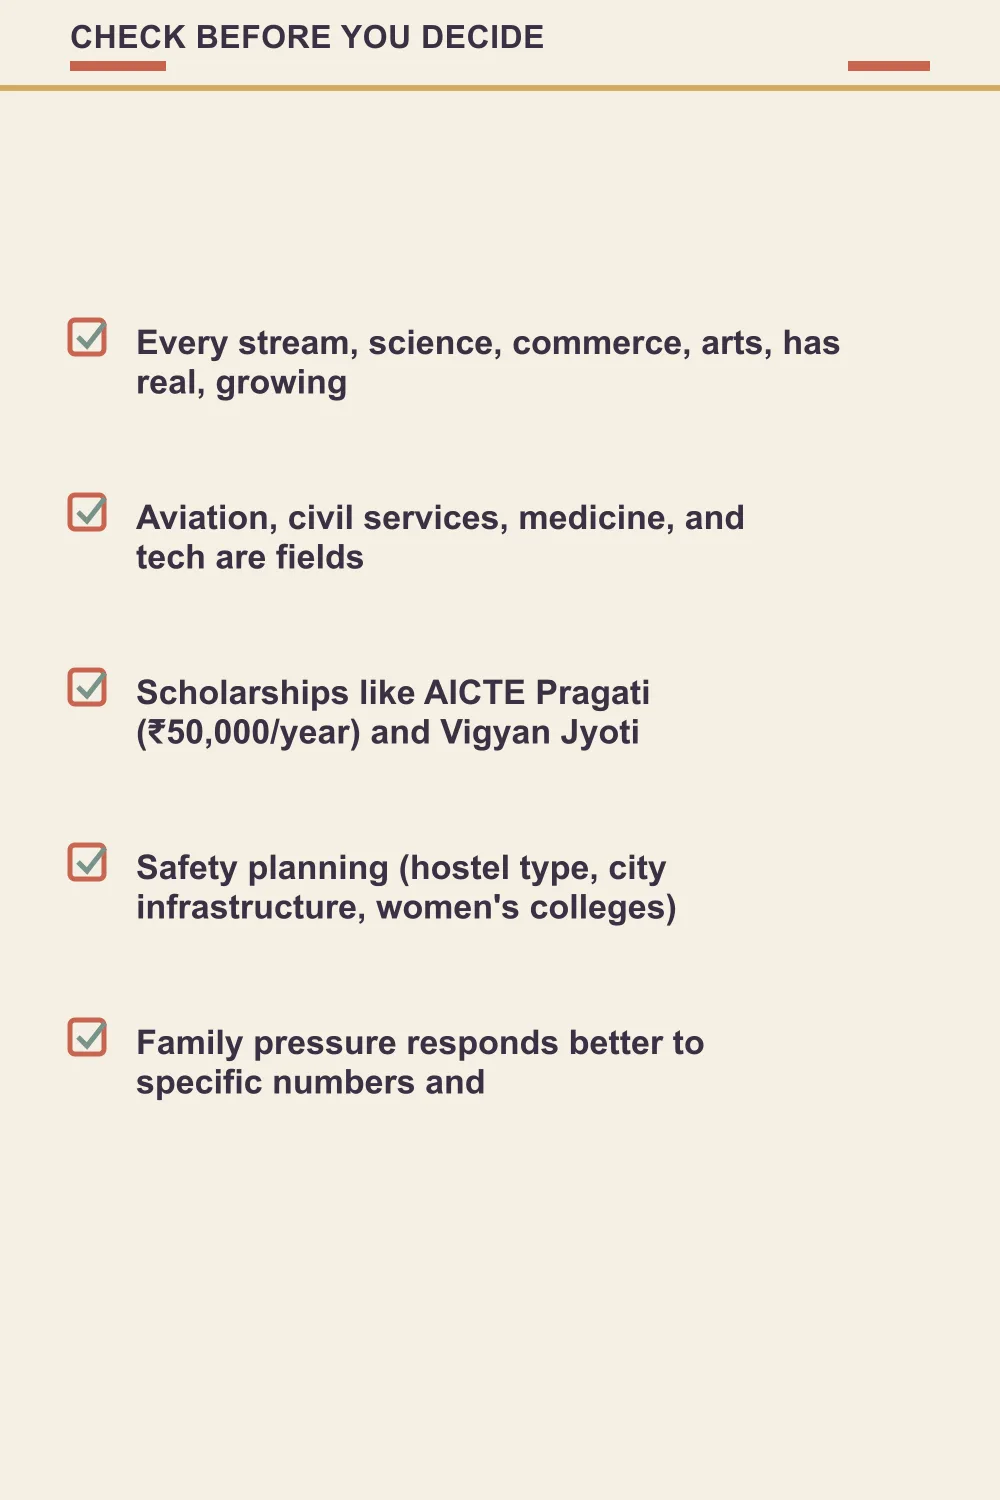 CHECK BEFORE YOU DECIDE
Every stream, science, commerce, arts, has
real, growing
Aviation, civil services, medicine, and
tech are fields
Scholarships like AICTE Pragati
(₹50,000/year) and Vigyan Jyoti
Safety planning (hostel type, city
infrastructure, women's colleges)
Family pressure responds better to
specific numbers and